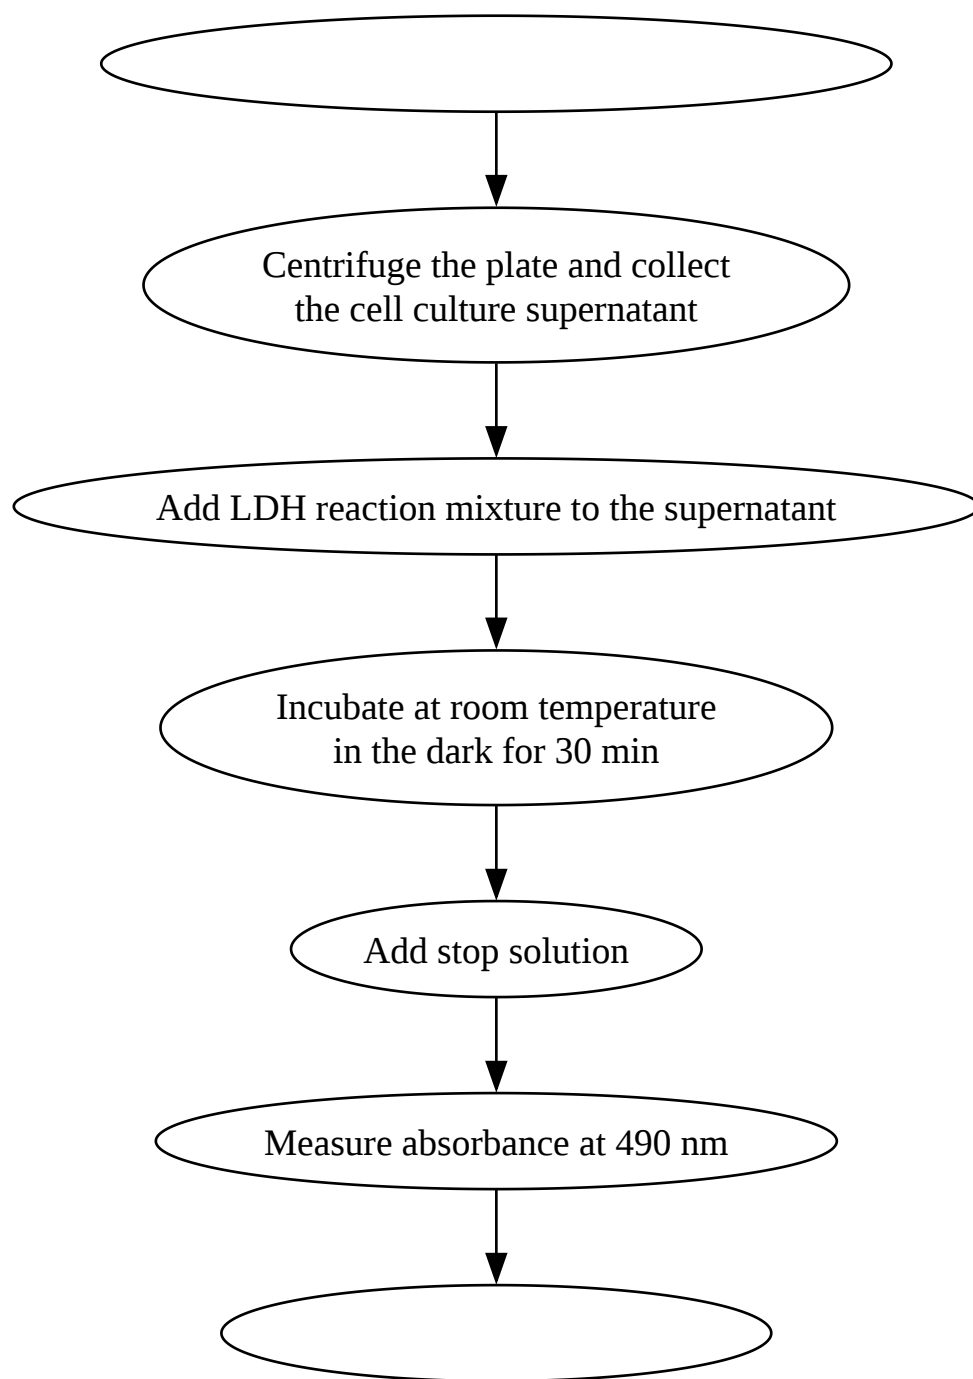 Centrifuge the plate and collect
the cell culture supernatant
Add LDH reaction mixture to the supernatant
Incubate at room temperature
in the dark for 30 min
Add stop solution
Measure absorbance at 490 nm